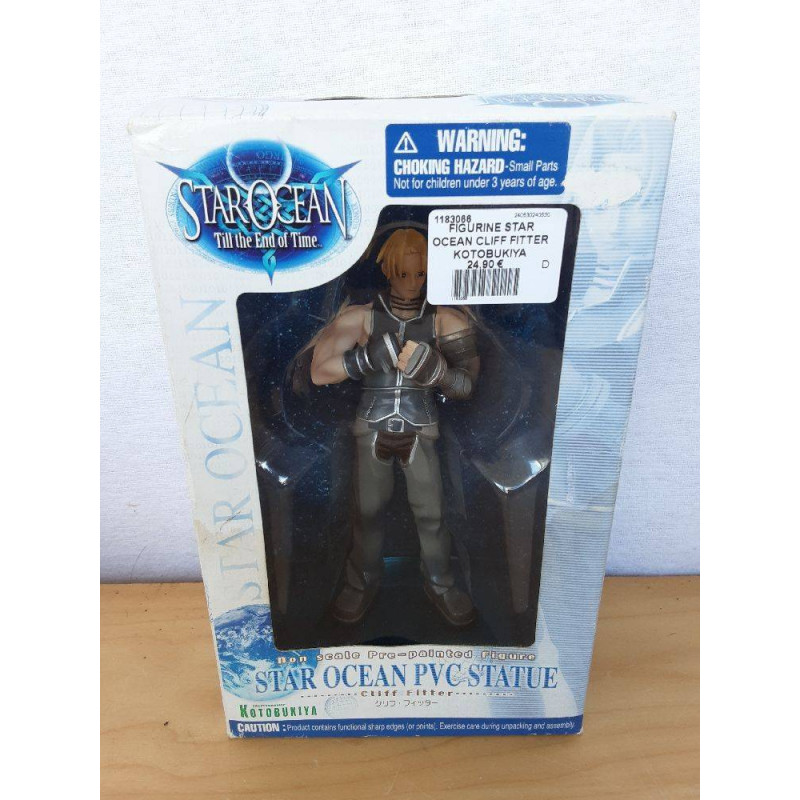 STAR OCEAN
Till the End of Time™
WARNING:
CHOKING HAZARD-Small Parts
Not for children under 3 years of age.
1183066
FIGURINE STAR
OCEAN CLIFF FITTER
KOTOBUKIYA
24,90 €
D
STAR OCEAN
Non scale Pre-painted Figure
STAR OCEAN PVC STATUE
Cliff Fitter
クリフ・フィッター
KOTOBUKIYA
CAUTION : Product contains functional sharp edges (or points). Exercise care during unpacking and assembly.